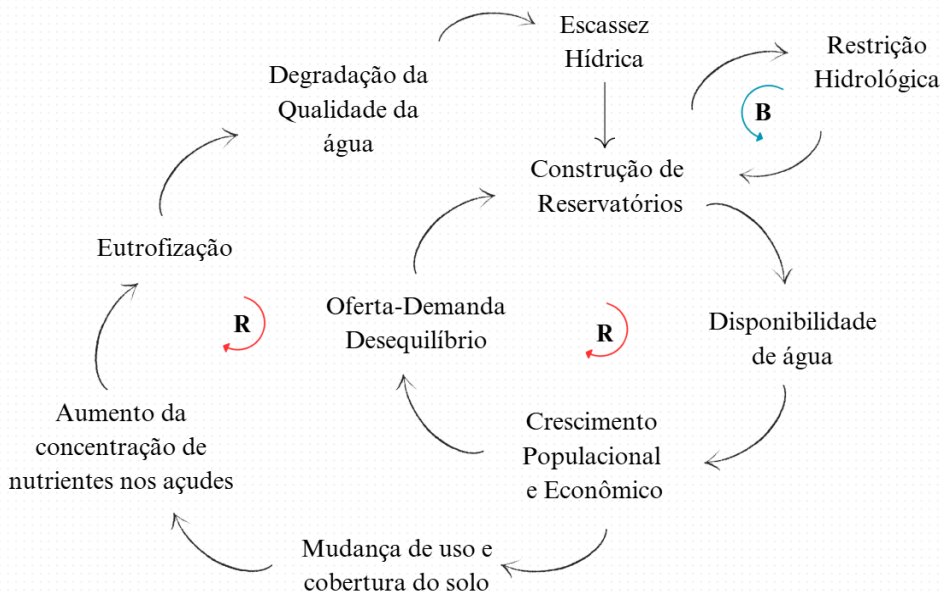 Escassez
Hídrica
Restrição
Hidrológica
Degradação da
Qualidade da
água
B
Construção de
Reservatórios
Eutrofização
Oferta-Demanda
Desequilíbrio
R
R
Disponibilidade
de água
Aumento da
concentração de
nutrientes nos açudes
Crescimento
Populacional
e Econômico
Mudança de uso e
cobertura do solo